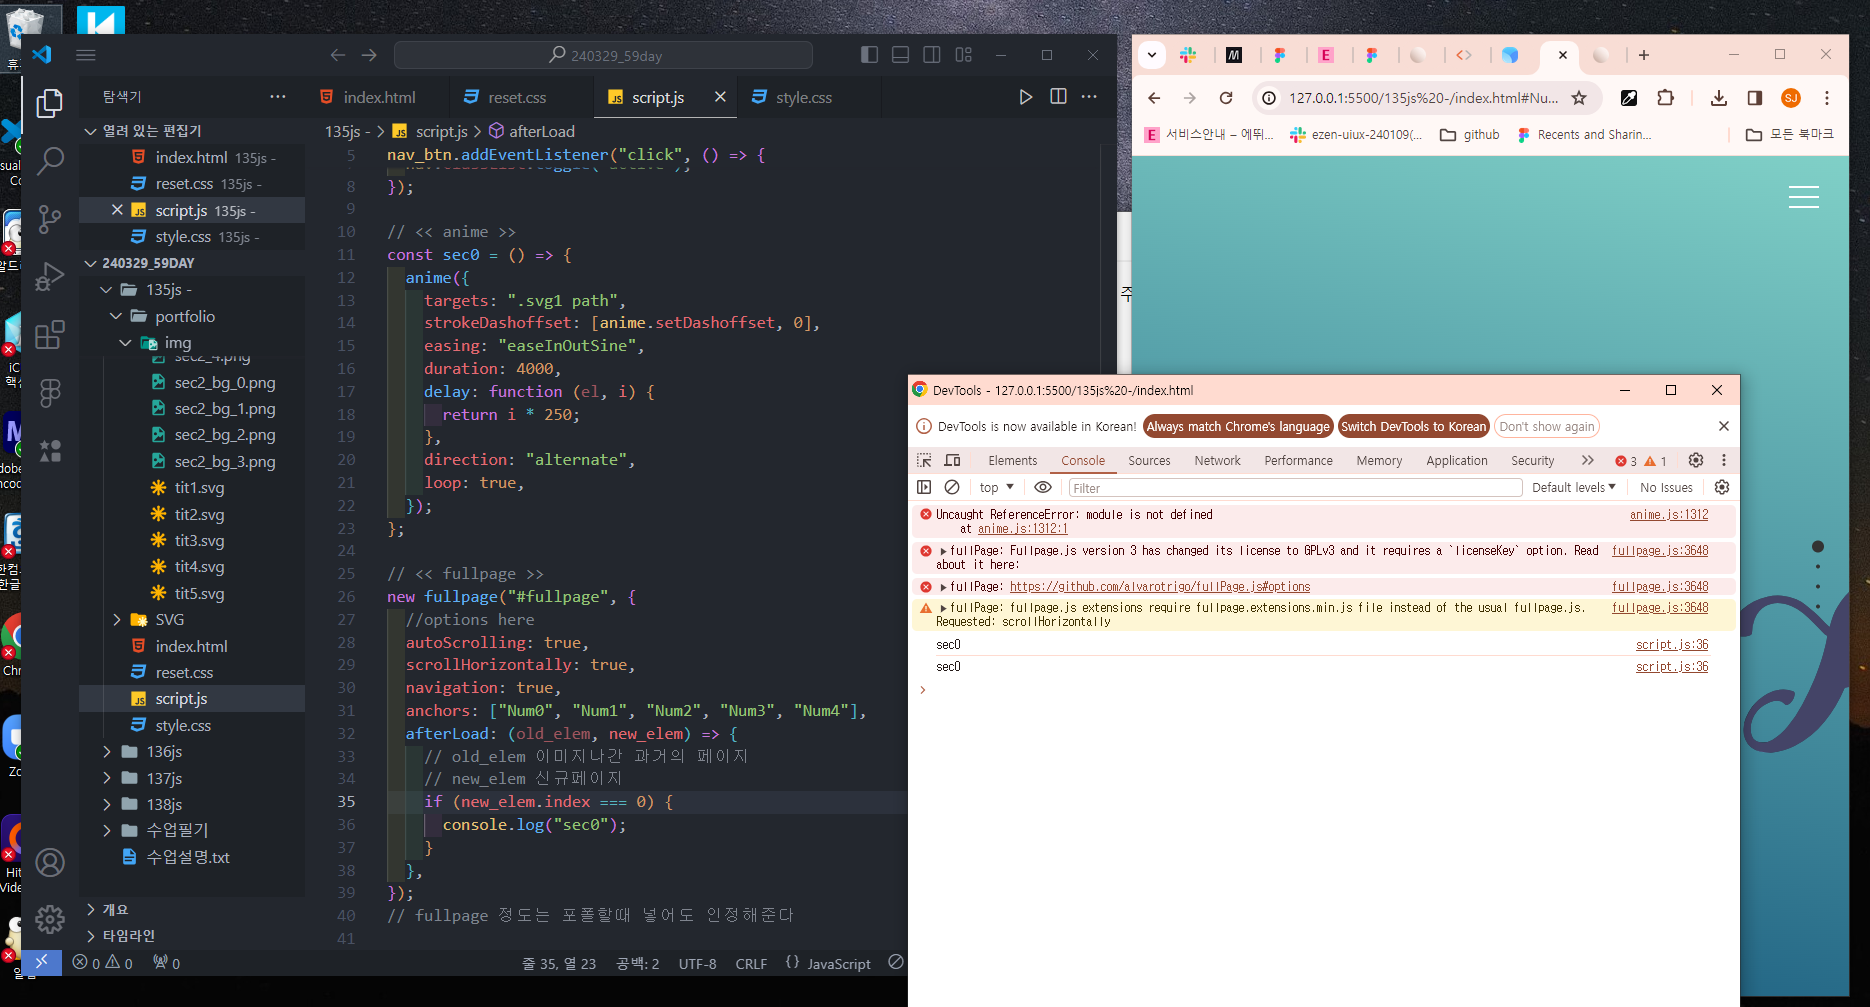 240329_59day
탐색기
index.html
reset.css
script.js
style.css
열려 있는 편집기
135js - > script.js > afterLoad
index.html 135js -
reset.css 135js -
script.js 135js -
style.css 135js -
240329_59DAY
135js -
portfolio
img
sec2_4.png
sec2_bg_0.png
sec2_bg_1.png
sec2_bg_2.png
sec2_bg_3.png
tit1.svg
tit2.svg
tit3.svg
tit4.svg
tit5.svg
SVG
index.html
reset.css
script.js
style.css
136js
137js
138js
수업필기
수업설명.txt
개요
타임라인
5 nav_btn.addEventListener("click", () => {
8 });
9
10 // << anime >>
11 const sec0 = () => {
12 anime({
13 targets: ".svg1 path",
14 strokeDashoffset: [anime.setDashoffset, 0],
15 easing: "easeInOutSine",
16 duration: 4000,
17 delay: function (el, i) {
18 return i * 250;
19 },
20 direction: "alternate",
21 loop: true,
22 });
23 };
24
25 // << fullpage >>
26 new fullpage("#fullpage", {
27 //options here
28 autoScrolling: true,
29 scrollHorizontally: true,
30 navigation: true,
31 anchors: ["Num0", "Num1", "Num2", "Num3", "Num4"],
32 afterLoad: (old_elem, new_elem) => {
33 // old_elem 이미지나간 과거의 페이지
34 // new_elem 신규페이지
35 if (new_elem.index === 0) {
36 console.log("sec0");
37 }
38 },
39 });
40 // fullpage 정도는 포폴할때 넣어도 인정해준다
41
0 0 0
줄 35, 열 23 공백: 2 UTF-8 CRLF {} JavaScript
127.0.0.1:5500/135js%20-/index.html#Nu...
SJ
서비스안내 – 에뛰... ezen-uiux-240109(... github Recents and Sharin... 모든 북마크
DevTools - 127.0.0.1:5500/135js%20-/index.html
DevTools is now available in Korean! Always match Chrome's language Switch DevTools to Korean Don't show again
Elements Console Sources Network Performance Memory Application Security 3 1
top Filter Default levels No Issues
Uncaught ReferenceError: module is not defined anime.js:1312
at anime.js:1312:1
fullPage: Fullpage.js version 3 has changed its license to GPLv3 and it requires a `licenseKey` option. Read fullpage.js:3648
about it here:
fullPage: https://github.com/alvarotrigo/fullPage.js#options fullpage.js:3648
fullPage: fullpage.js extensions require fullpage.extensions.min.js file instead of the usual fullpage.js. fullpage.js:3648
Requested: scrollHorizontally
sec0 script.js:36
sec0 script.js:36